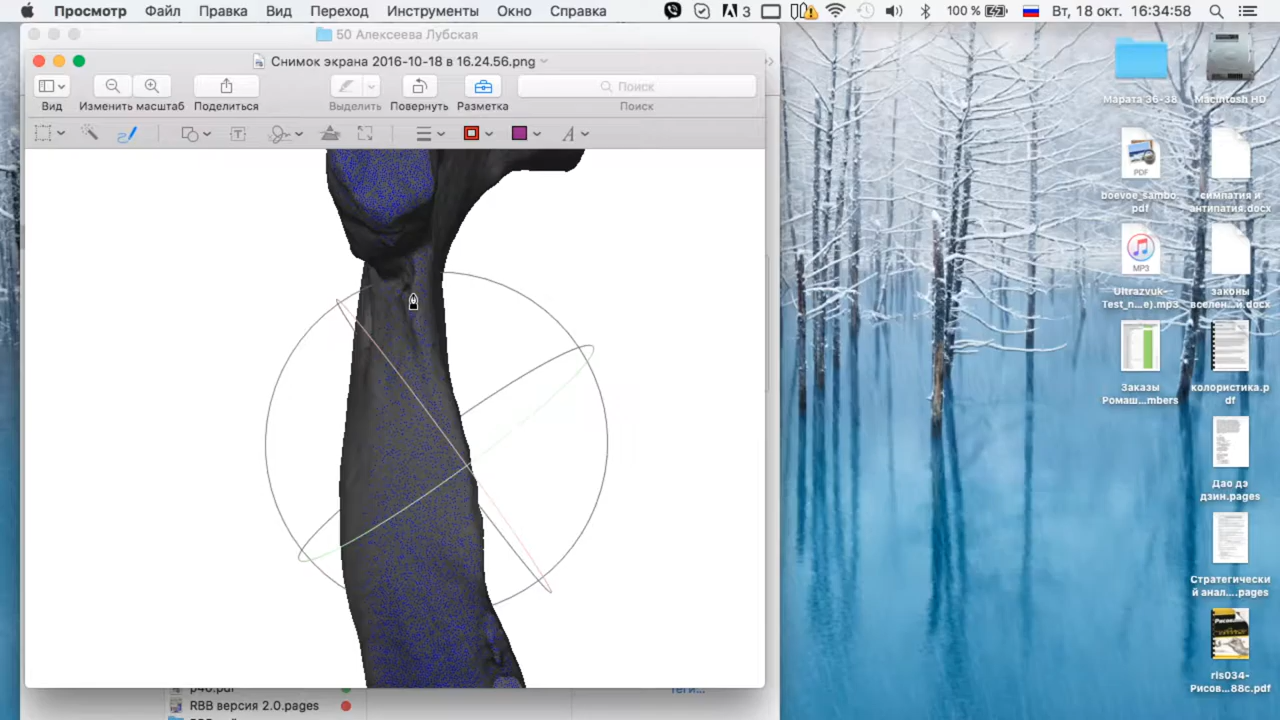 Просмотр Файл Правка Вид Переход Инструменты Окно Справка
3
100 %
Вт, 18 окт. 16:34:58
50 Алексеева Лубская
Снимок экрана 2016-10-18 в 16.24.56.png
Поиск
Вид Изменить масштаб Поделиться Выделить Повернуть Разметка Поиск
Марата 36-38
Macintosh HD
PDF
boevoe_sambo.
pdf
симпатия и
антипатия.docx
MP3
Ultrazvuk-
Test_n...e).mp3
законы
вселен...й.docx
Заказы
Ромаш...mbers
колористика.p
df
Дао дэ
дзин.pages
Стратегически
й анал....pages
ris034-
Рисов...88c.pdf
p40.pdf
Теги...
RBB версия 2.0.pages